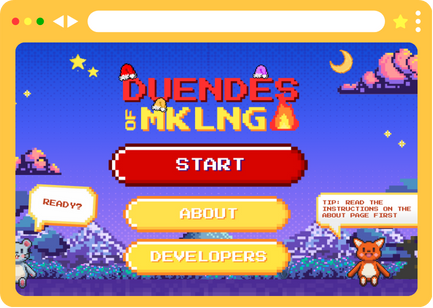 DUENDES
OF MKLNG
START
READY?
ABOUT
TIP: READ THE
INSTRUCTIONS ON THE
ABOUT PAGE FIRST
DEVELOPERS